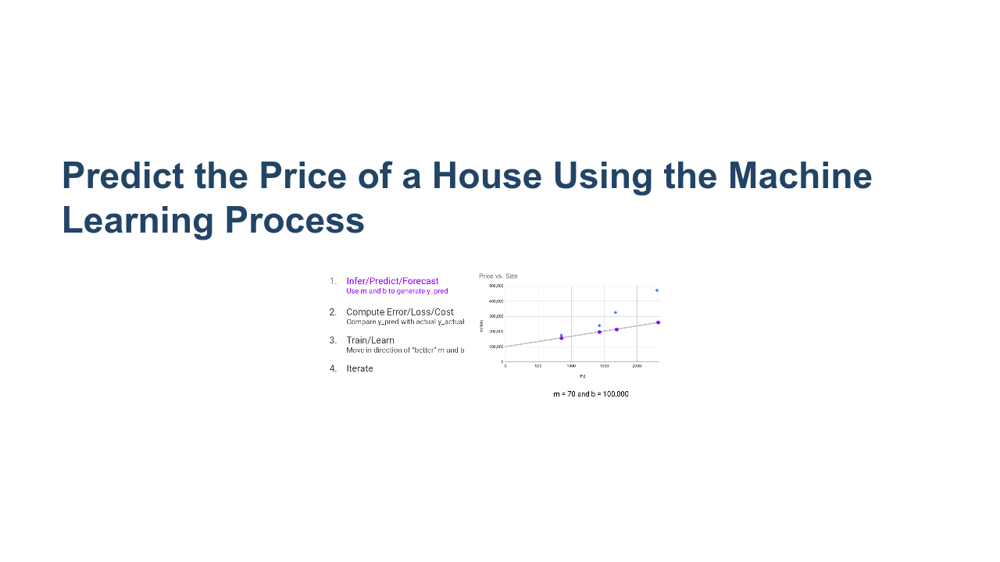 Predict the Price of a House Using the Machine
Learning Process
1. Infer/Predict/Forecast
Use m and b to generate y_pred
2. Compute Error/Loss/Cost
Compare y_pred with actual y_actual
3. Train/Learn
Move in direction of "better" m and b
4. Iterate
Price vs. Size
500,000
400,000
300,000
200,000
100,000
0
dollars
0 500 1000 1500 2000
m = 70 and b = 100,000